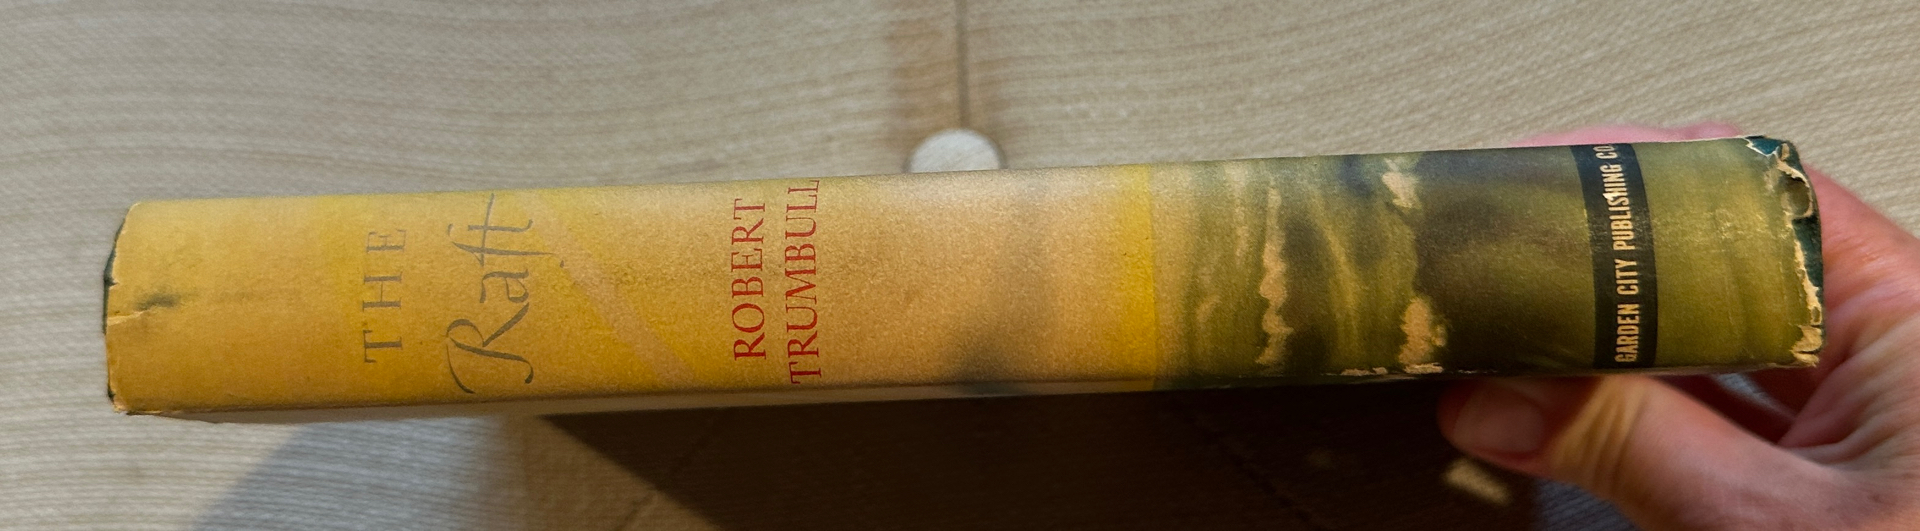 THE
Raft
ROBERT
TRUMBULL
GARDEN CITY PUBLISHING CO.